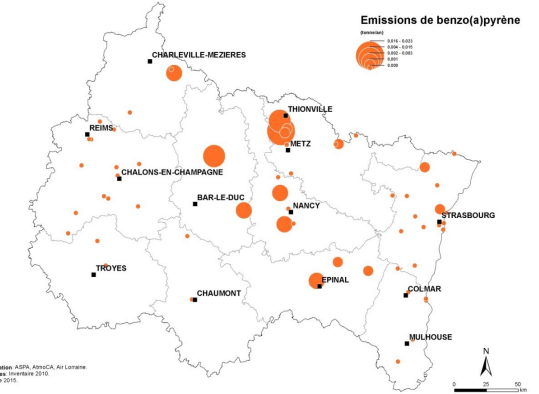 Emissions de benzo(a)pyrène
(tonne/an)
0.016 - 0.033
0.004 - 0.015
0.002 - 0.003
0.001
0.000
CHARLEVILLE-MEZIERES
THIONVILLE
REIMS
METZ
CHALONS-EN-CHAMPAGNE
BAR-LE-DUC
NANCY
STRASBOURG
TROYES
EPINAL
CHAUMONT
COLMAR
MULHOUSE
N
0 25 50 km
ation: ASPA, AtmoCA, Air Lorraine.
es: Inventaire 2010.
e 2015.